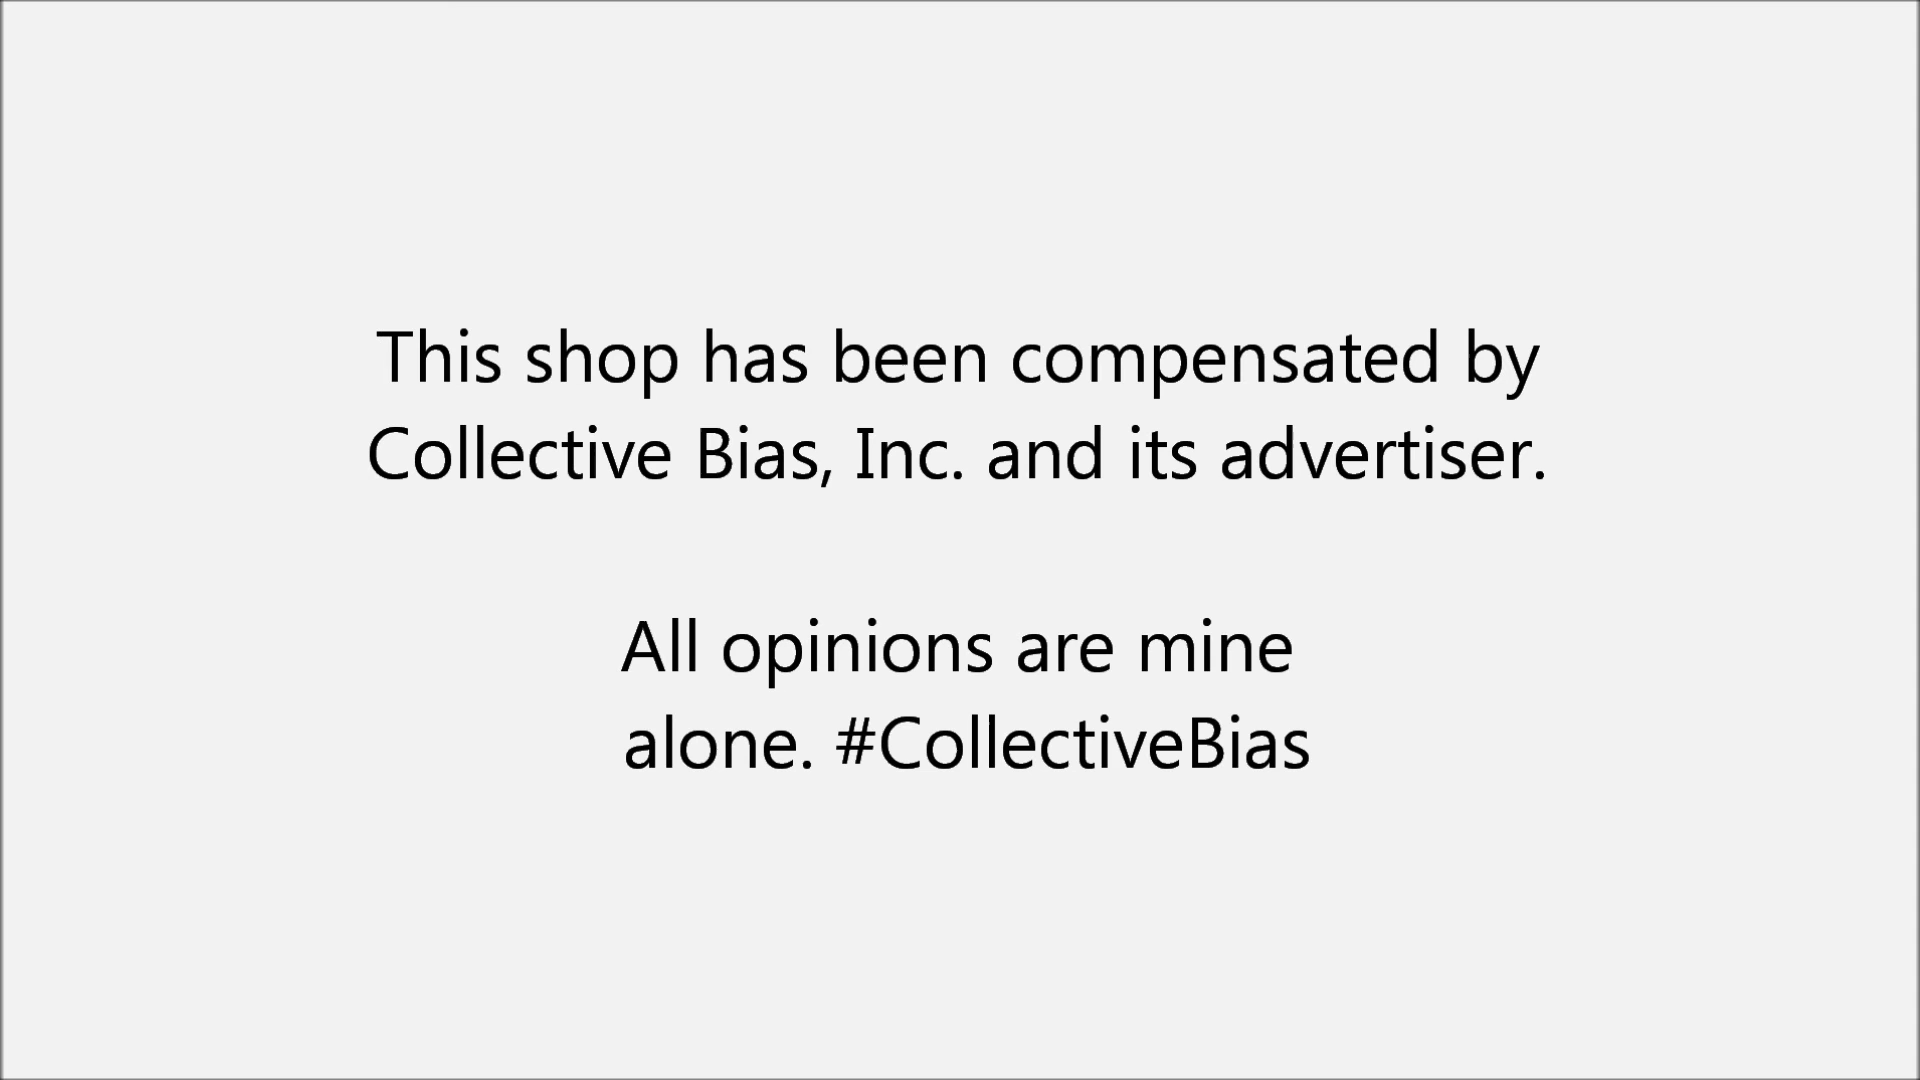 This shop has been compensated by
Collective Bias, Inc. and its advertiser.
All opinions are mine
alone. #CollectiveBias